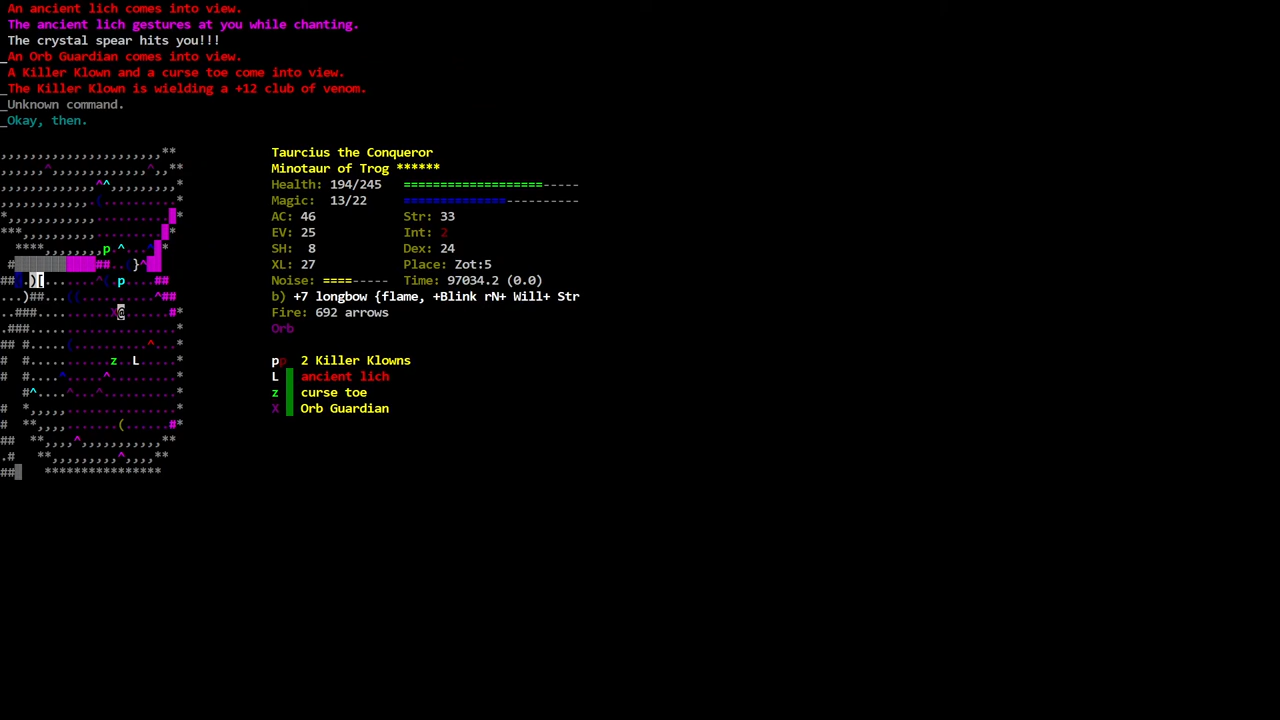 An ancient lich comes into view.
The ancient lich gestures at you while chanting.
The crystal spear hits you!!!
_An Orb Guardian comes into view.
A Killer Klown and a curse toe come into view.
_The Killer Klown is wielding a +12 club of venom.
_Unknown command.
_Okay, then.
Taurcius the Conqueror
Minotaur of Trog ******
Health: 194/245 ===================-----
Magic: 13/22 ==============----------
AC: 46 Str: 33
EV: 25 Int: 2
SH: 8 Dex: 24
XL: 27 Place: Zot:5
Noise: ====----- Time: 97034.2 (0.0)
b) +7 longbow {flame, +Blink rN+ Will+ Str
Fire: 692 arrows
Orb
pp 2 Killer Klowns
L ancient lich
z curse toe
X Orb Guardian